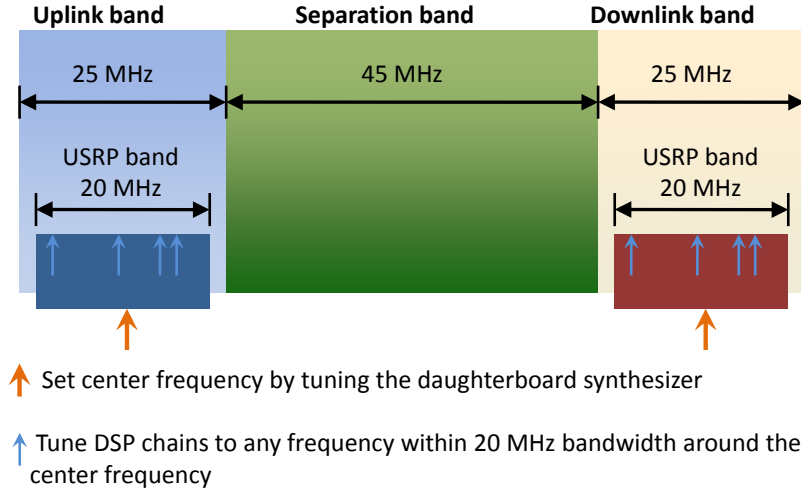 Uplink band Separation band Downlink band
25 MHz 45 MHz 25 MHz
USRP band USRP band
20 MHz 20 MHz
Set center frequency by tuning the daughterboard synthesizer
Tune DSP chains to any frequency within 20 MHz bandwidth around the
center frequency